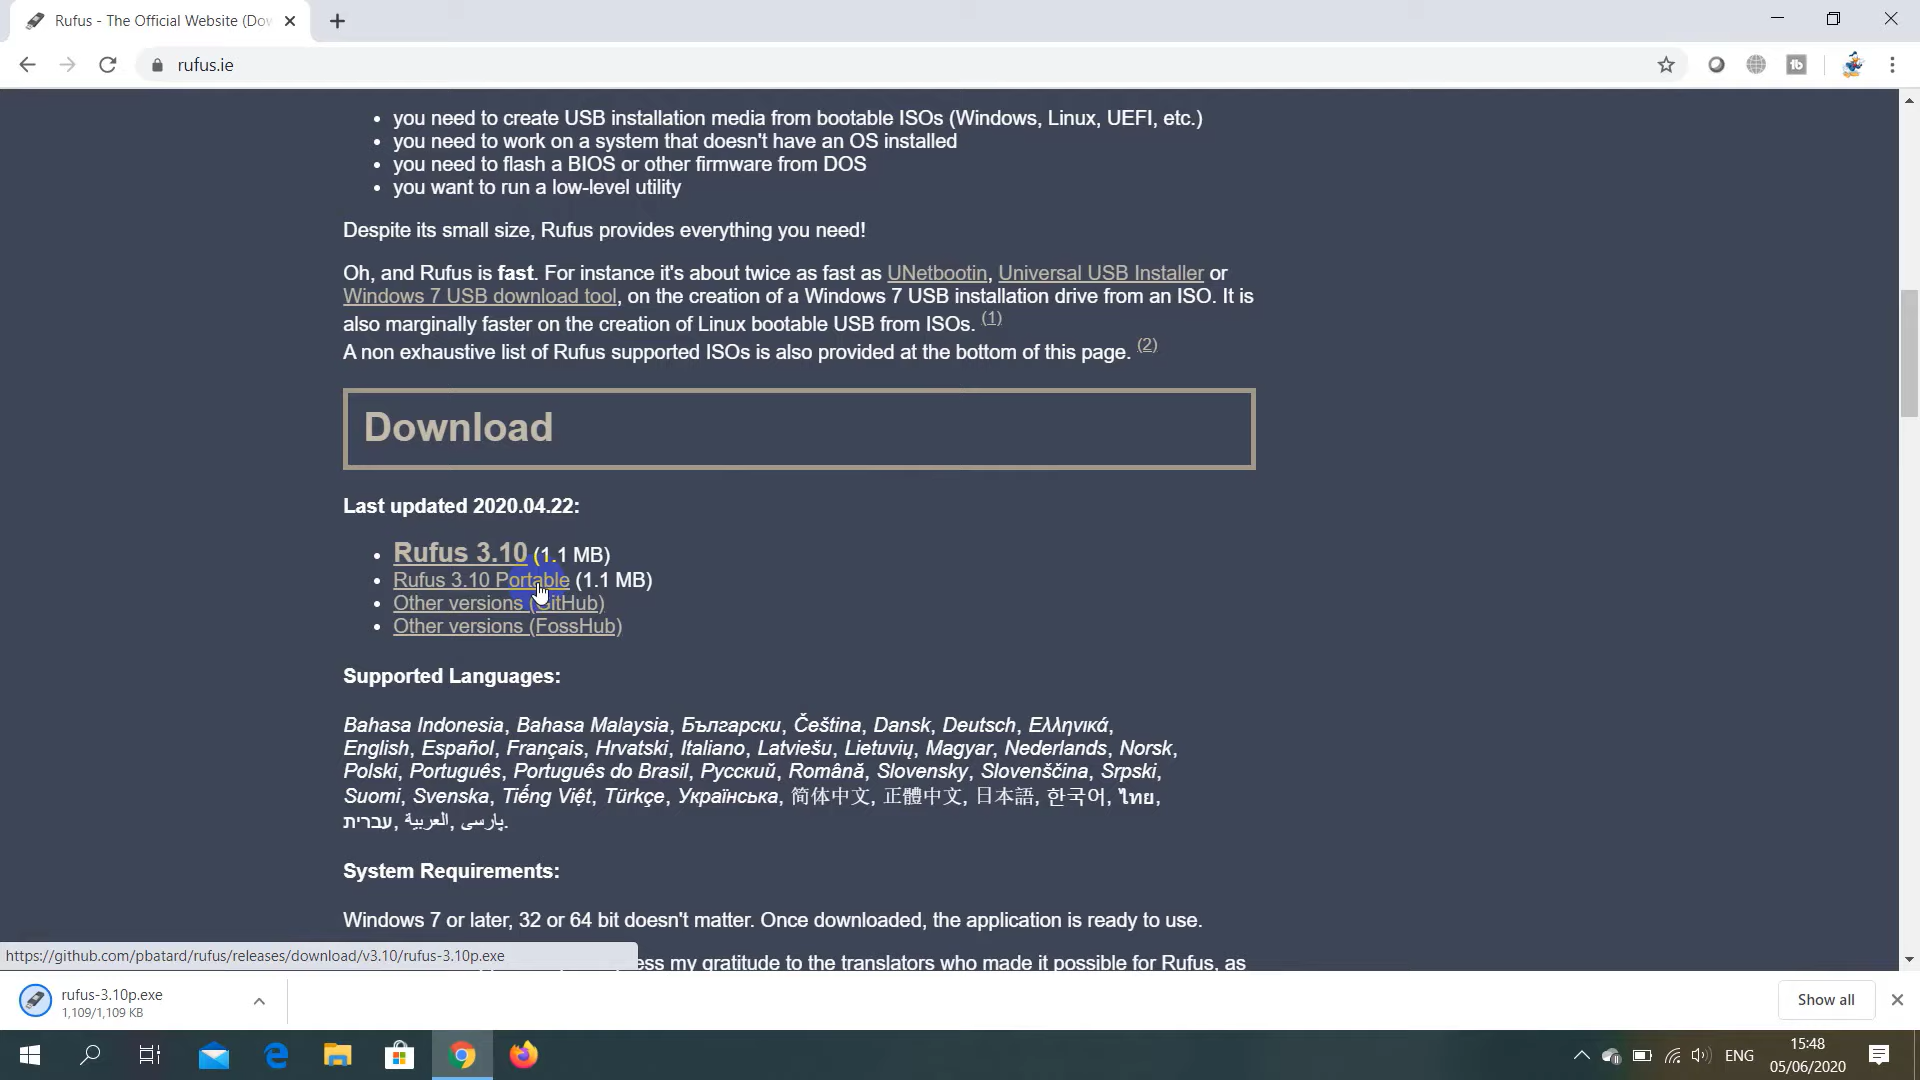 Rufus - The Official Website (Dow
rufus.ie
you need to create USB installation media from bootable ISOs (Windows, Linux, UEFI, etc.)
you need to work on a system that doesn't have an OS installed
you need to flash a BIOS or other firmware from DOS
you want to run a low-level utility
Despite its small size, Rufus provides everything you need!
Oh, and Rufus is fast. For instance it's about twice as fast as UNetbootin, Universal USB Installer or
Windows 7 USB download tool, on the creation of a Windows 7 USB installation drive from an ISO. It is
also marginally faster on the creation of Linux bootable USB from ISOs. (1)
A non exhaustive list of Rufus supported ISOs is also provided at the bottom of this page. (2)
Download
Last updated 2020.04.22:
Rufus 3.10 (1.1 MB)
Rufus 3.10 Portable (1.1 MB)
Other versions (GitHub)
Other versions (FossHub)
Supported Languages:
Bahasa Indonesia, Bahasa Malaysia, Български, Čeština, Dansk, Deutsch, Ελληνικά,
English, Español, Français, Hrvatski, Italiano, Latviešu, Lietuvių, Magyar, Nederlands, Norsk,
Polski, Português, Português do Brasil, Русский, Română, Slovensky, Slovenščina, Srpski,
Suomi, Svenska, Tiếng Việt, Türkçe, Українська, 简体中文, 正體中文, 日本語, 한국어, ไทย,
עברית, العربية, پارسی.
System Requirements:
Windows 7 or later, 32 or 64 bit doesn't matter. Once downloaded, the application is ready to use.
ess my gratitude to the translators who made it possible for Rufus, as
https://github.com/pbatard/rufus/releases/download/v3.10/rufus-3.10p.exe
rufus-3.10p.exe
1,109/1,109 KB
Show all
ENG
15:48
05/06/2020